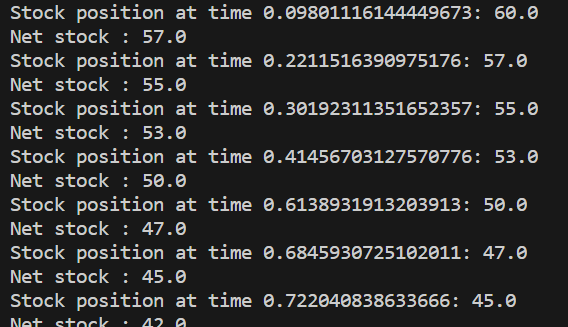 Stock position at time 0.09801116144449673: 60.0
Net stock : 57.0
Stock position at time 0.2211516390975176: 57.0
Net stock : 55.0
Stock position at time 0.30192311351652357: 55.0
Net stock : 53.0
Stock position at time 0.41456703127570776: 53.0
Net stock : 50.0
Stock position at time 0.6138931913203913: 50.0
Net stock : 47.0
Stock position at time 0.6845930725102011: 47.0
Net stock : 45.0
Stock position at time 0.722040838633666: 45.0
Net stock : 42.0